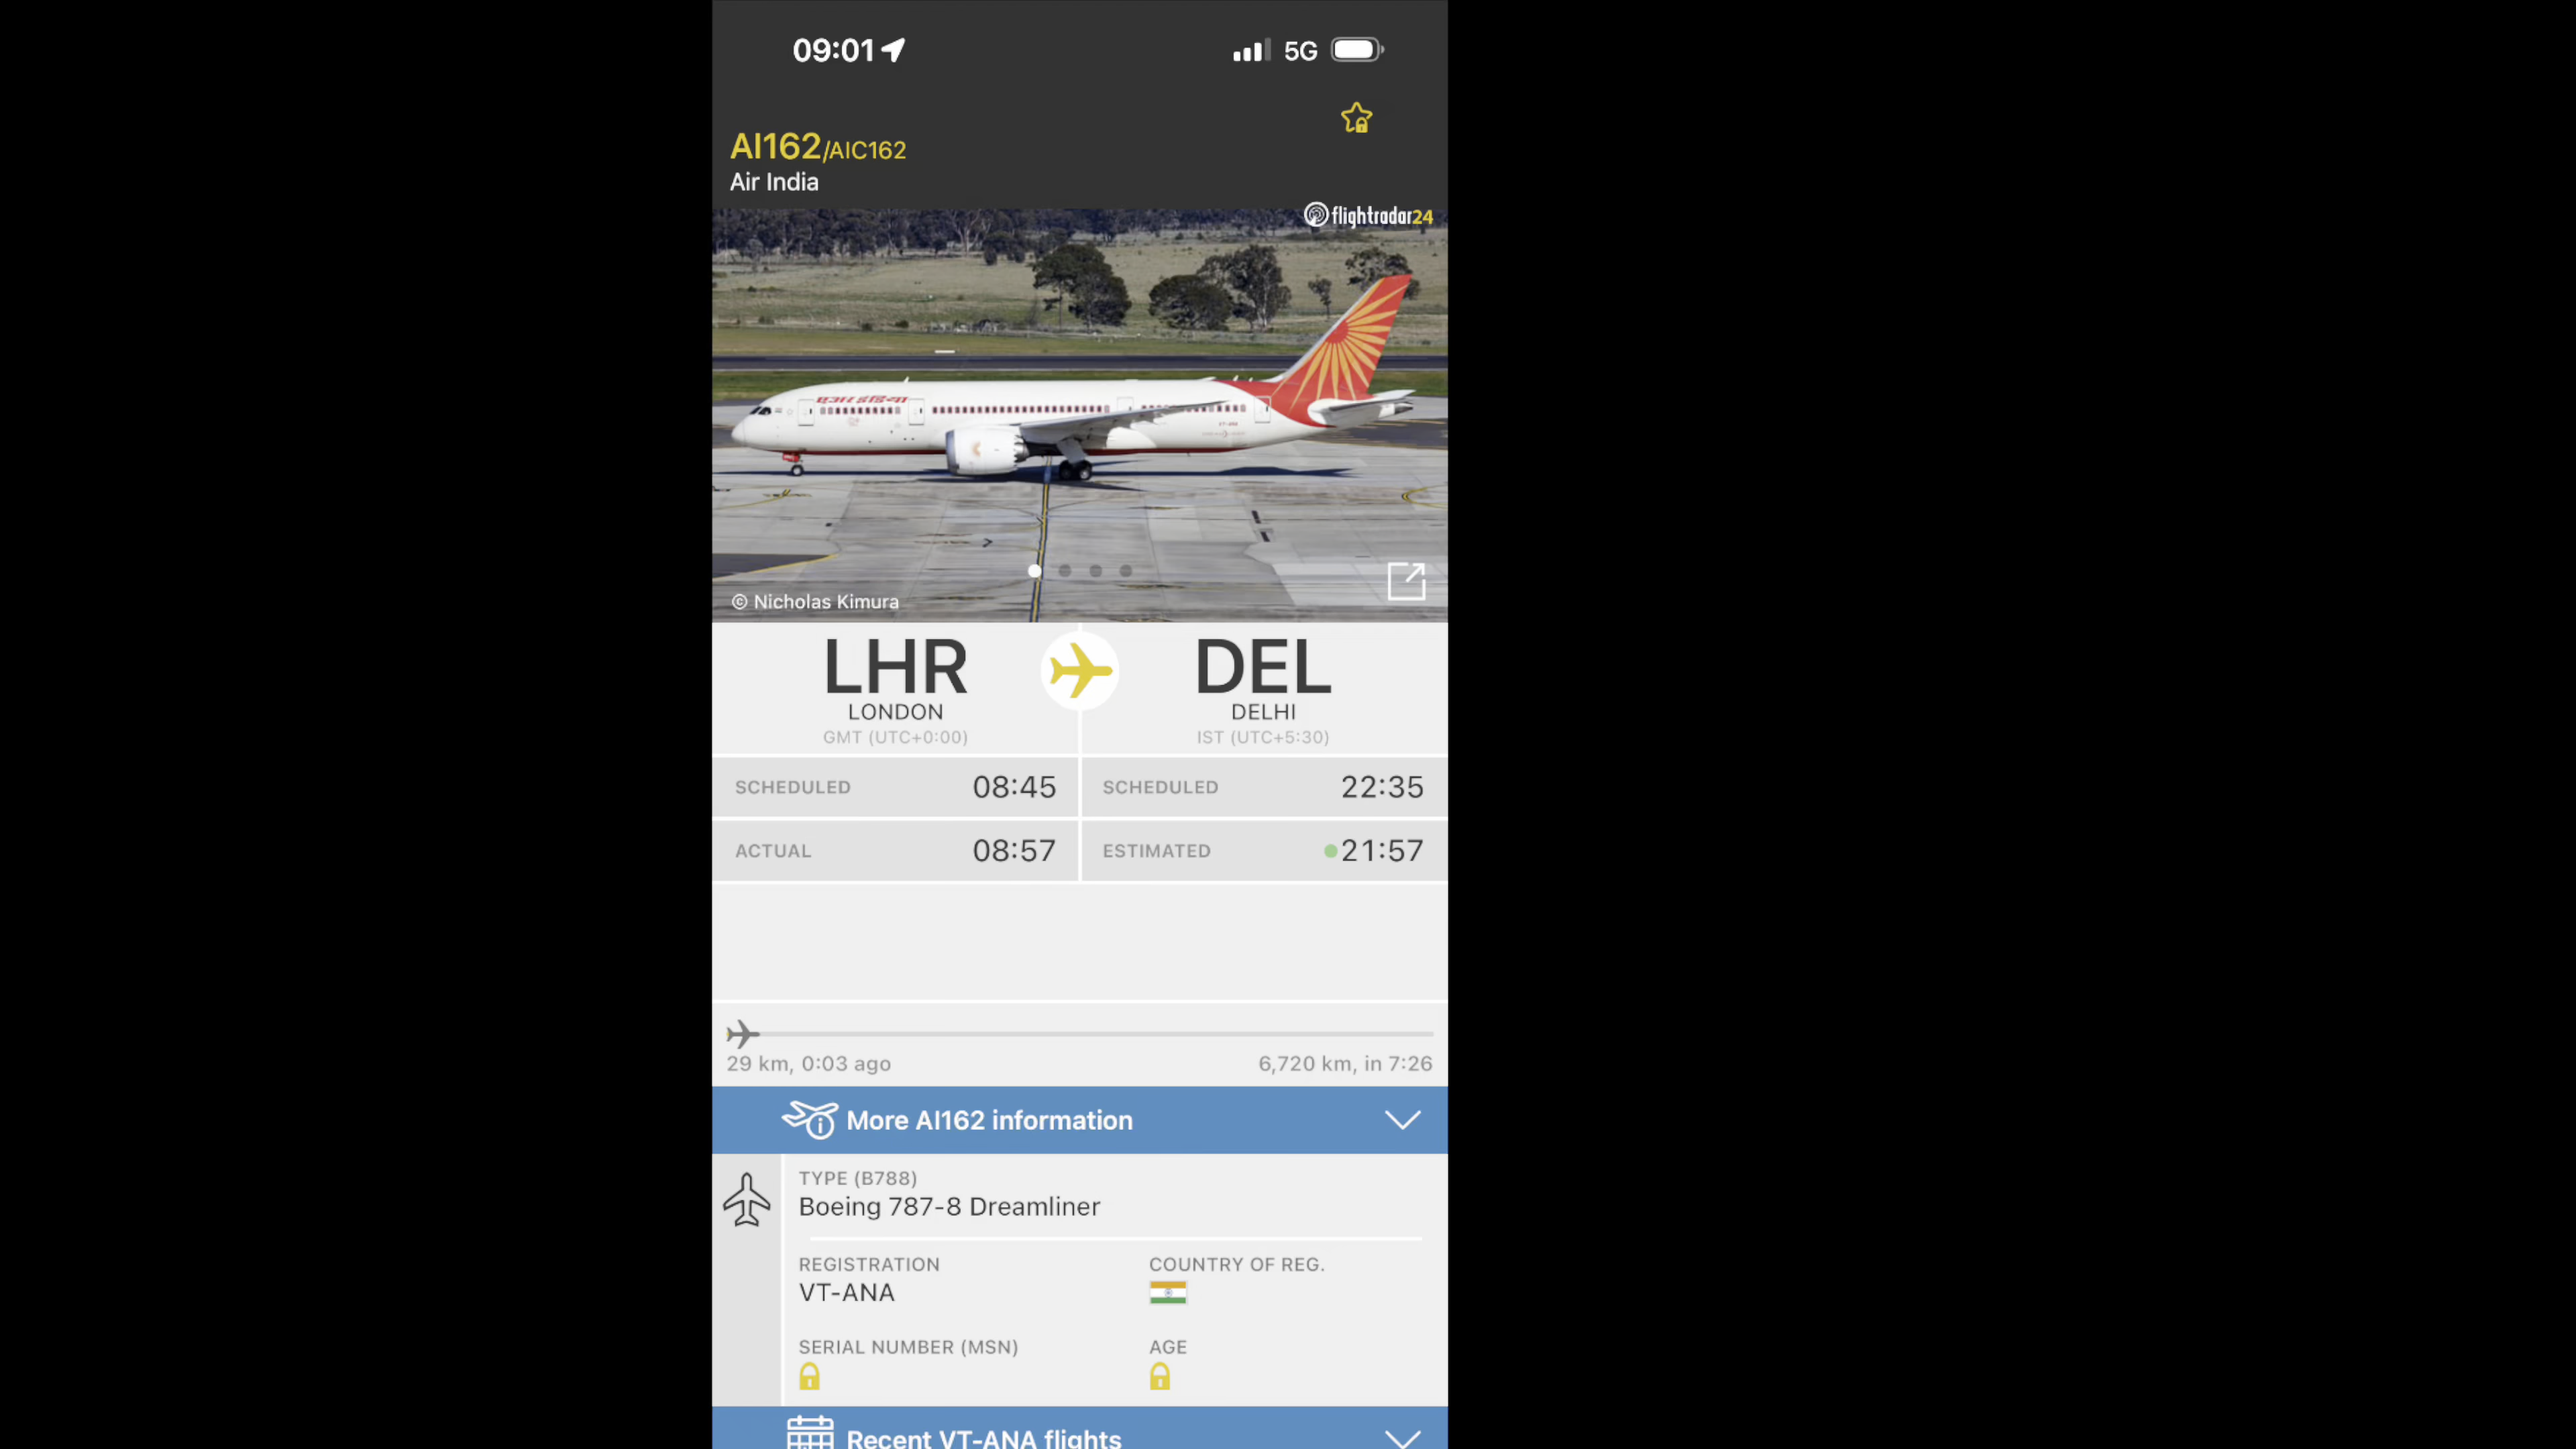 09:01
5G
AI162/AIC162
Air India
flightradar24
एअर इंडिया
VT-ANA
© Nicholas Kimura
LHR
LONDON
GMT (UTC+0:00)
DEL
DELHI
IST (UTC+5:30)
SCHEDULED 08:45
SCHEDULED 22:35
ACTUAL 08:57
ESTIMATED 21:57
29 km, 0:03 ago
6,720 km, in 7:26
More AI162 information
TYPE (B788)
Boeing 787-8 Dreamliner
REGISTRATION
VT-ANA
COUNTRY OF REG.
SERIAL NUMBER (MSN)
AGE
Recent VT-ANA flights